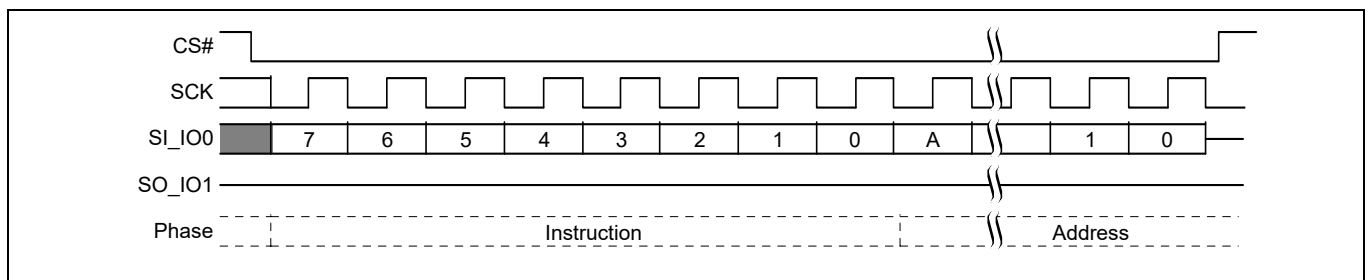 CS#
SCK
SI_IO0 7 6 5 4 3 2 1 0 A 1 0
SO_IO1
Phase Instruction Address